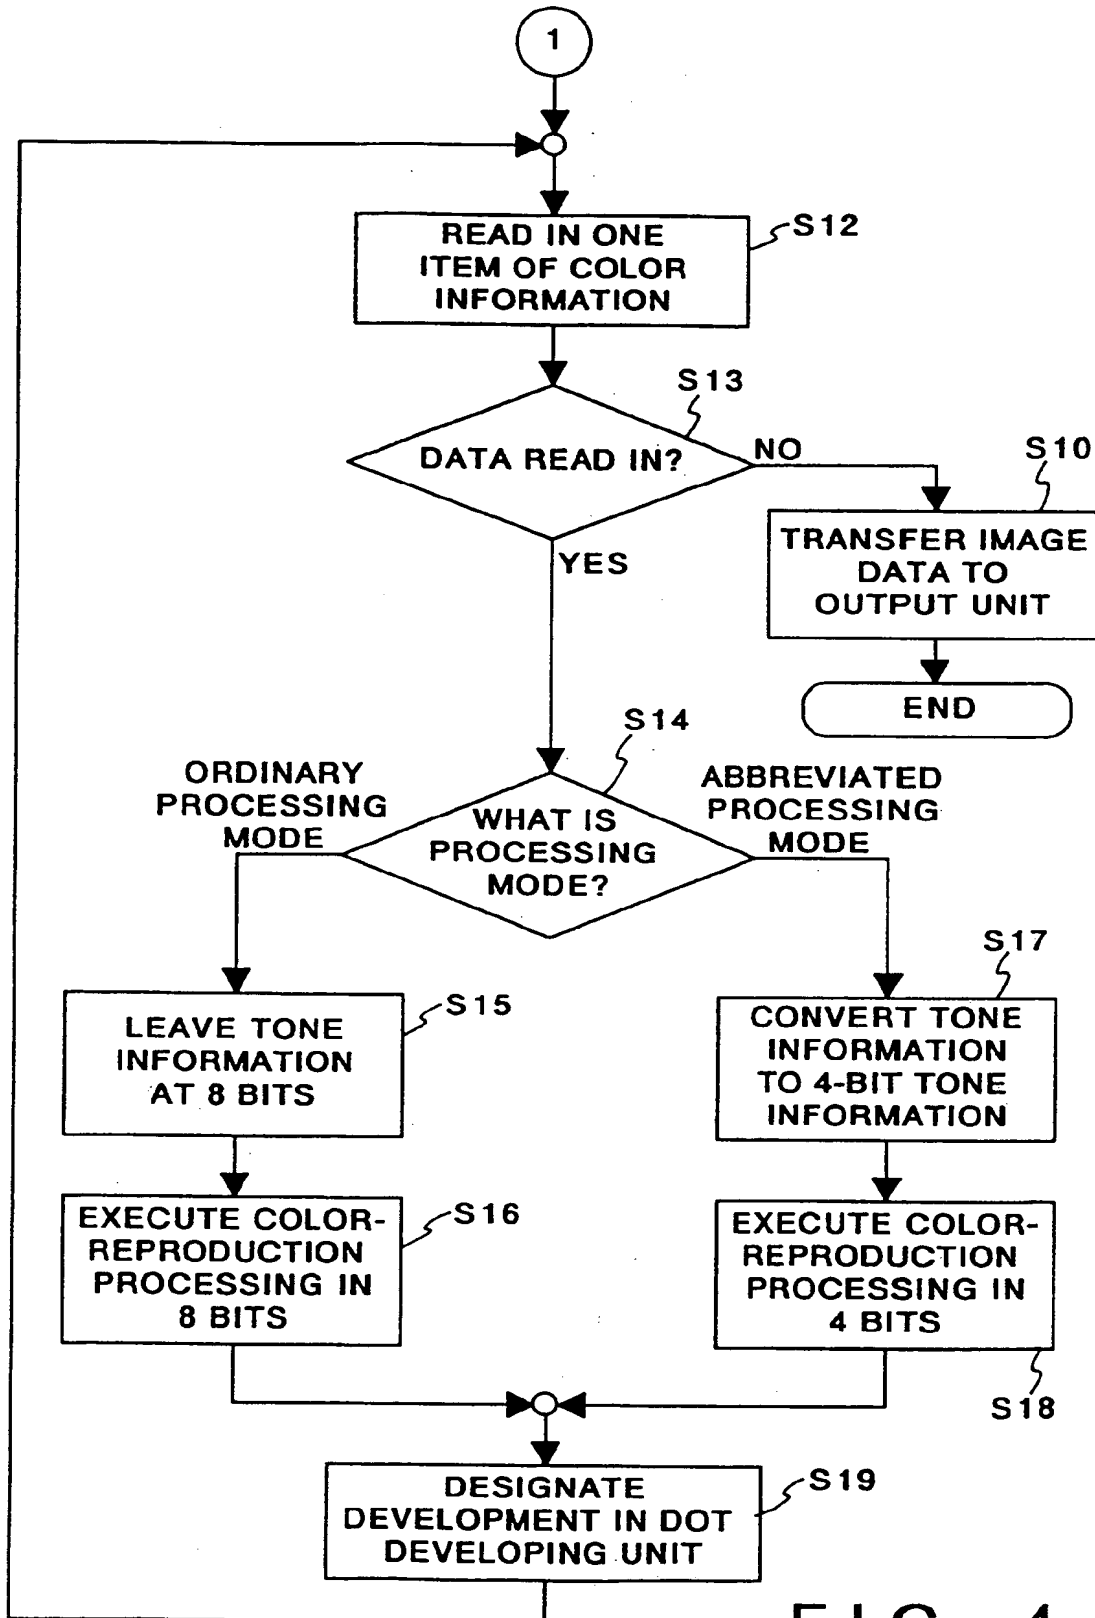 1
READ IN ONE
ITEM OF COLOR
INFORMATION
S12
S13
DATA READ IN?
NO
YES
S10
TRANSFER IMAGE
DATA TO
OUTPUT UNIT
END
S14
ORDINARY
PROCESSING
MODE
WHAT IS
PROCESSING
MODE?
ABBREVIATED
PROCESSING
MODE
LEAVE TONE
INFORMATION
AT 8 BITS
S15
S17
CONVERT TONE
INFORMATION
TO 4-BIT TONE
INFORMATION
EXECUTE COLOR-
REPRODUCTION
PROCESSING IN
8 BITS
S16
EXECUTE COLOR-
REPRODUCTION
PROCESSING IN
4 BITS
S18
DESIGNATE
DEVELOPMENT IN DOT
DEVELOPING UNIT
S19
FIG. 4